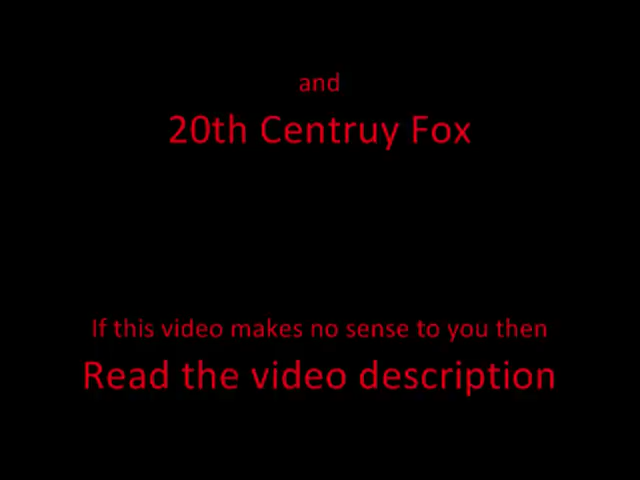 and
20th Centruy Fox
If this video makes no sense to you then
Read the video description